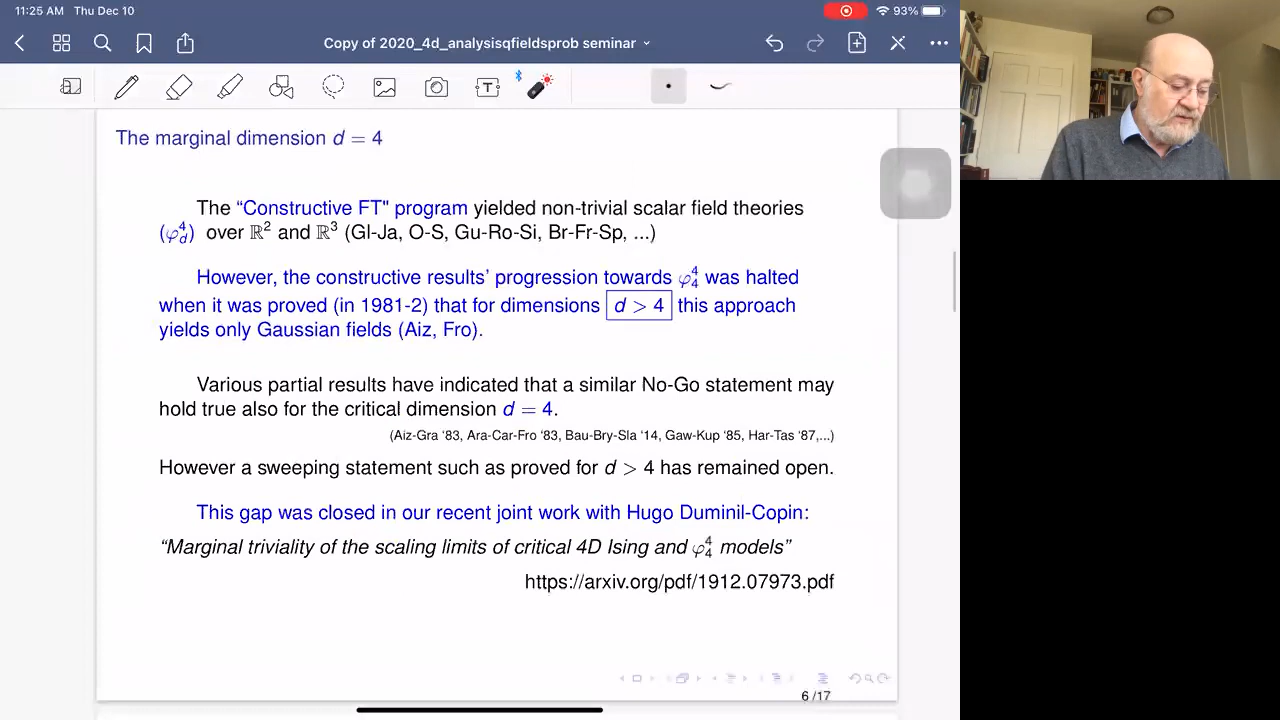 11:25 AM Thu Dec 10
93%
Copy of 2020_4d_analysisqfieldsprob seminar
T
The marginal dimension d = 4
The “Constructive FT" program yielded non-trivial scalar field theories
(φ⁴_d) over ℝ² and ℝ³ (Gl-Ja, O-S, Gu-Ro-Si, Br-Fr-Sp, ...)
However, the constructive results’ progression towards φ⁴₄ was halted
when it was proved (in 1981-2) that for dimensions d > 4 this approach
yields only Gaussian fields (Aiz, Fro).
Various partial results have indicated that a similar No-Go statement may
hold true also for the critical dimension d = 4.
(Aiz-Gra ‘83, Ara-Car-Fro ‘83, Bau-Bry-Sla ‘14, Gaw-Kup ‘85, Har-Tas ‘87,...)
However a sweeping statement such as proved for d > 4 has remained open.
This gap was closed in our recent joint work with Hugo Duminil-Copin:
“Marginal triviality of the scaling limits of critical 4D Ising and φ⁴₄ models”
https://arxiv.org/pdf/1912.07973.pdf
6 / 17